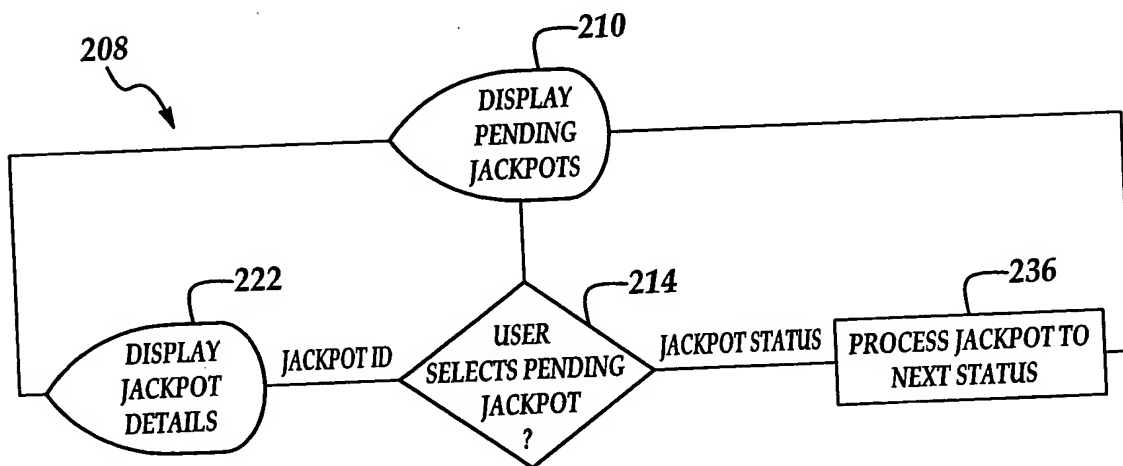 210
208
DISPLAY
PENDING
JACKPOTS
222
214
236
DISPLAY
JACKPOT
DETAILS
JACKPOT ID
USER
SELECTS PENDING
JACKPOT
?
JACKPOT STATUS
PROCESS JACKPOT TO
NEXT STATUS